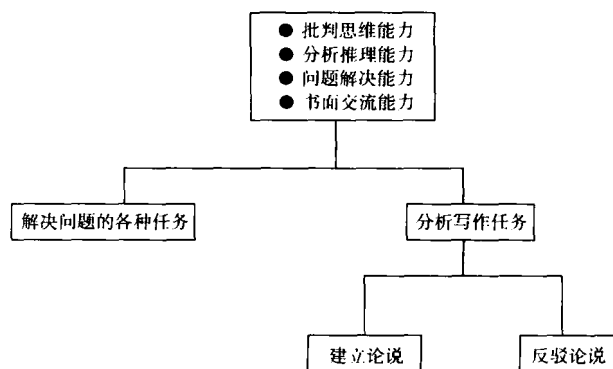 ● 批判思维能力
● 分析推理能力
● 问题解决能力
● 书面交流能力
解决问题的各种任务
分析写作任务
建立论说
反驳论说